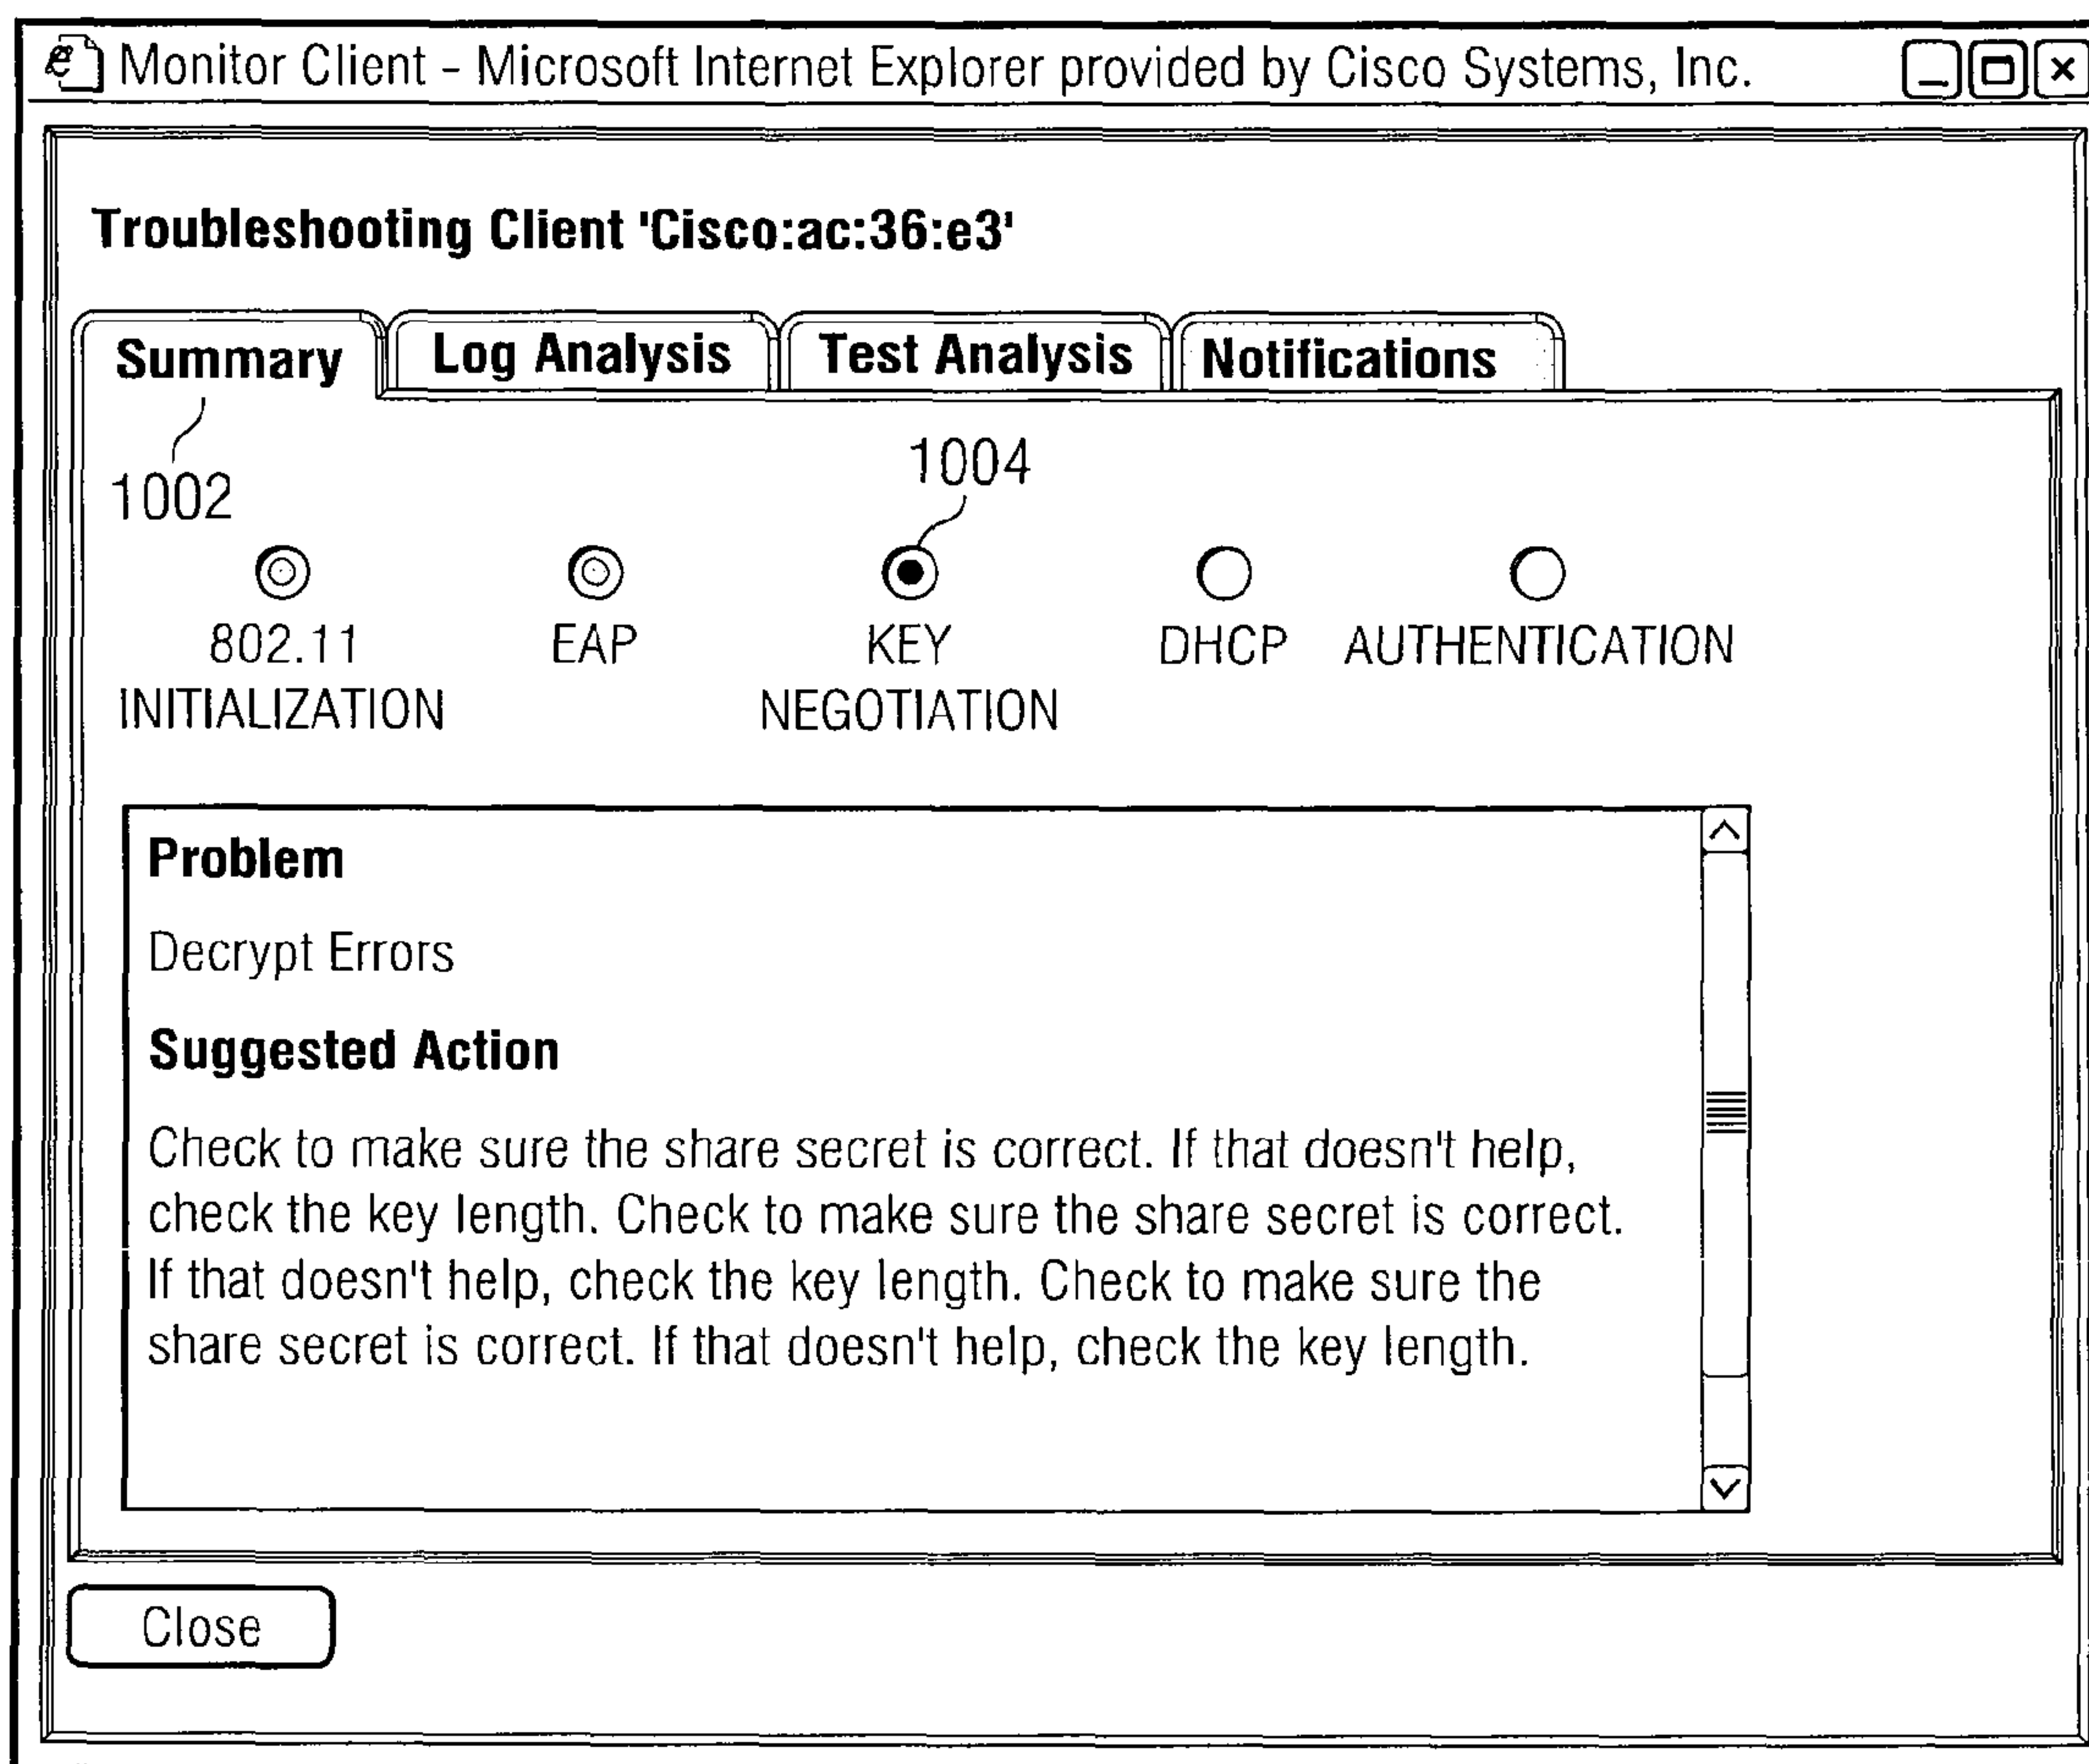 Monitor Client - Microsoft Internet Explorer provided by Cisco Systems, Inc.
Troubleshooting Client 'Cisco:ac:36:e3'
Summary Log Analysis Test Analysis Notifications
1002
1004
802.11 INITIALIZATION
EAP
KEY NEGOTIATION
DHCP
AUTHENTICATION
Problem
Decrypt Errors
Suggested Action
Check to make sure the share secret is correct. If that doesn't help,
check the key length. Check to make sure the share secret is correct.
If that doesn't help, check the key length. Check to make sure the
share secret is correct. If that doesn't help, check the key length.
Close